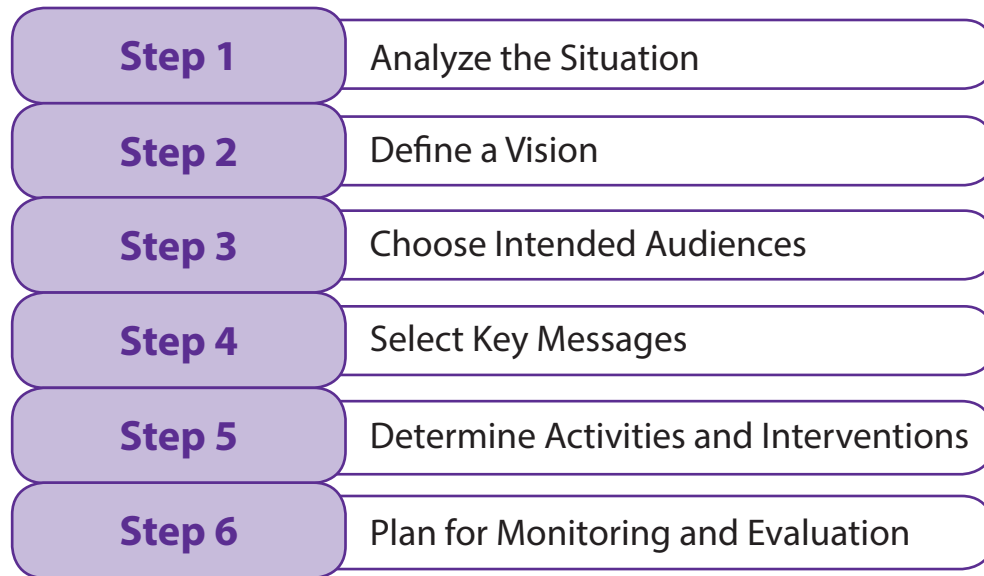 Step 1 Analyze the Situation
Step 2 Define a Vision
Step 3 Choose Intended Audiences
Step 4 Select Key Messages
Step 5 Determine Activities and Interventions
Step 6 Plan for Monitoring and Evaluation